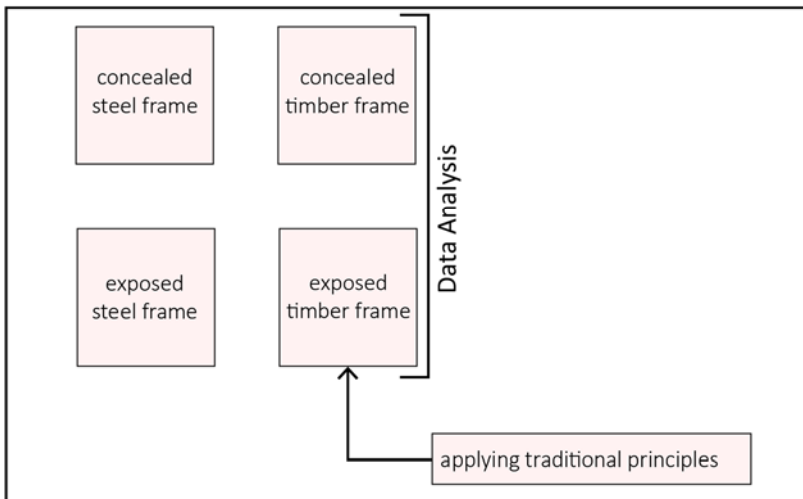 concealed
steel frame
concealed
timber frame
Data Analysis
exposed
steel frame
exposed
timber frame
applying traditional principles